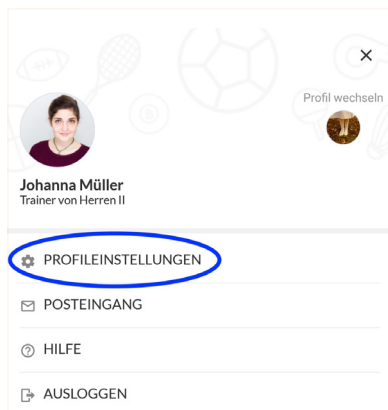 Profil wechseln
Johanna Müller
Trainer von Herren II
PROFILEINSTELLUNGEN
POSTEINGANG
HILFE
AUSLOGGEN